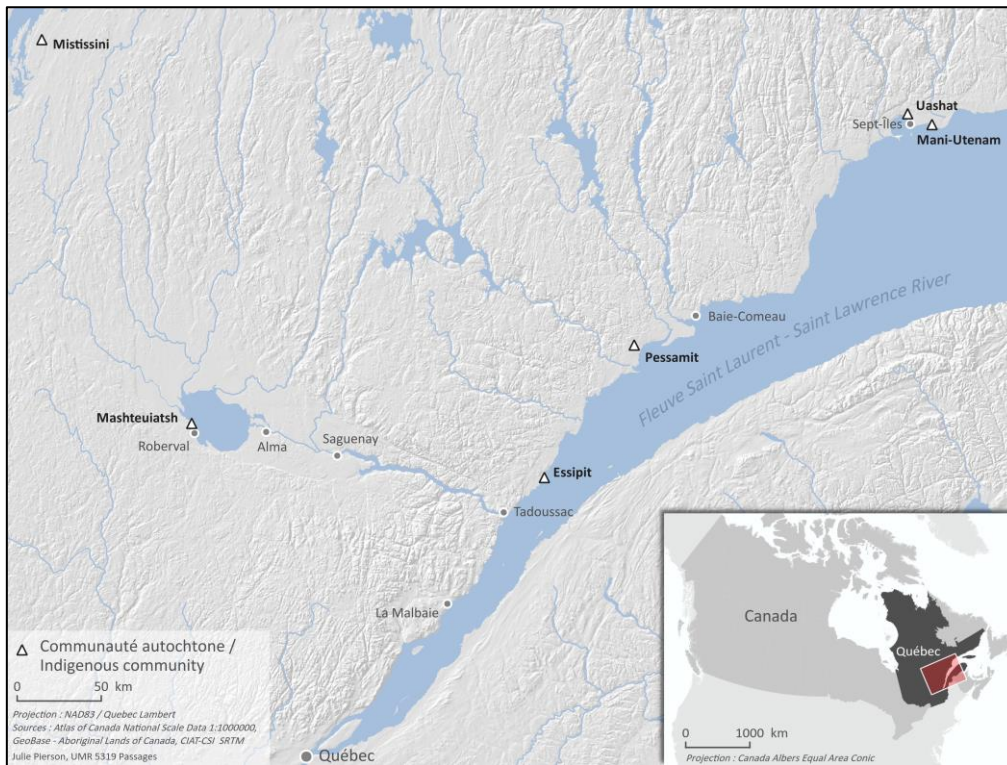 Mistissini
Uashat
Sept-Îles
Mani-Utenam
Baie-Comeau
Fleuve Saint Laurent - Saint Lawrence River
Pessamit
Mashteuiatsh
Roberval
Alma
Saguenay
Essipit
Tadoussac
La Malbaie
Québec
Communauté autochtone /
Indigenous community
0 50 km
Projection : NAD83 / Quebec Lambert
Sources : Atlas of Canada National Scale Data 1:1000000,
GeoBase - Aboriginal Lands of Canada, CIAT-CSI SRTM
Julie Pierson, UMR 5319 Passages
Canada
Québec
0 1000 km
Projection : Canada Albers Equal Area Conic